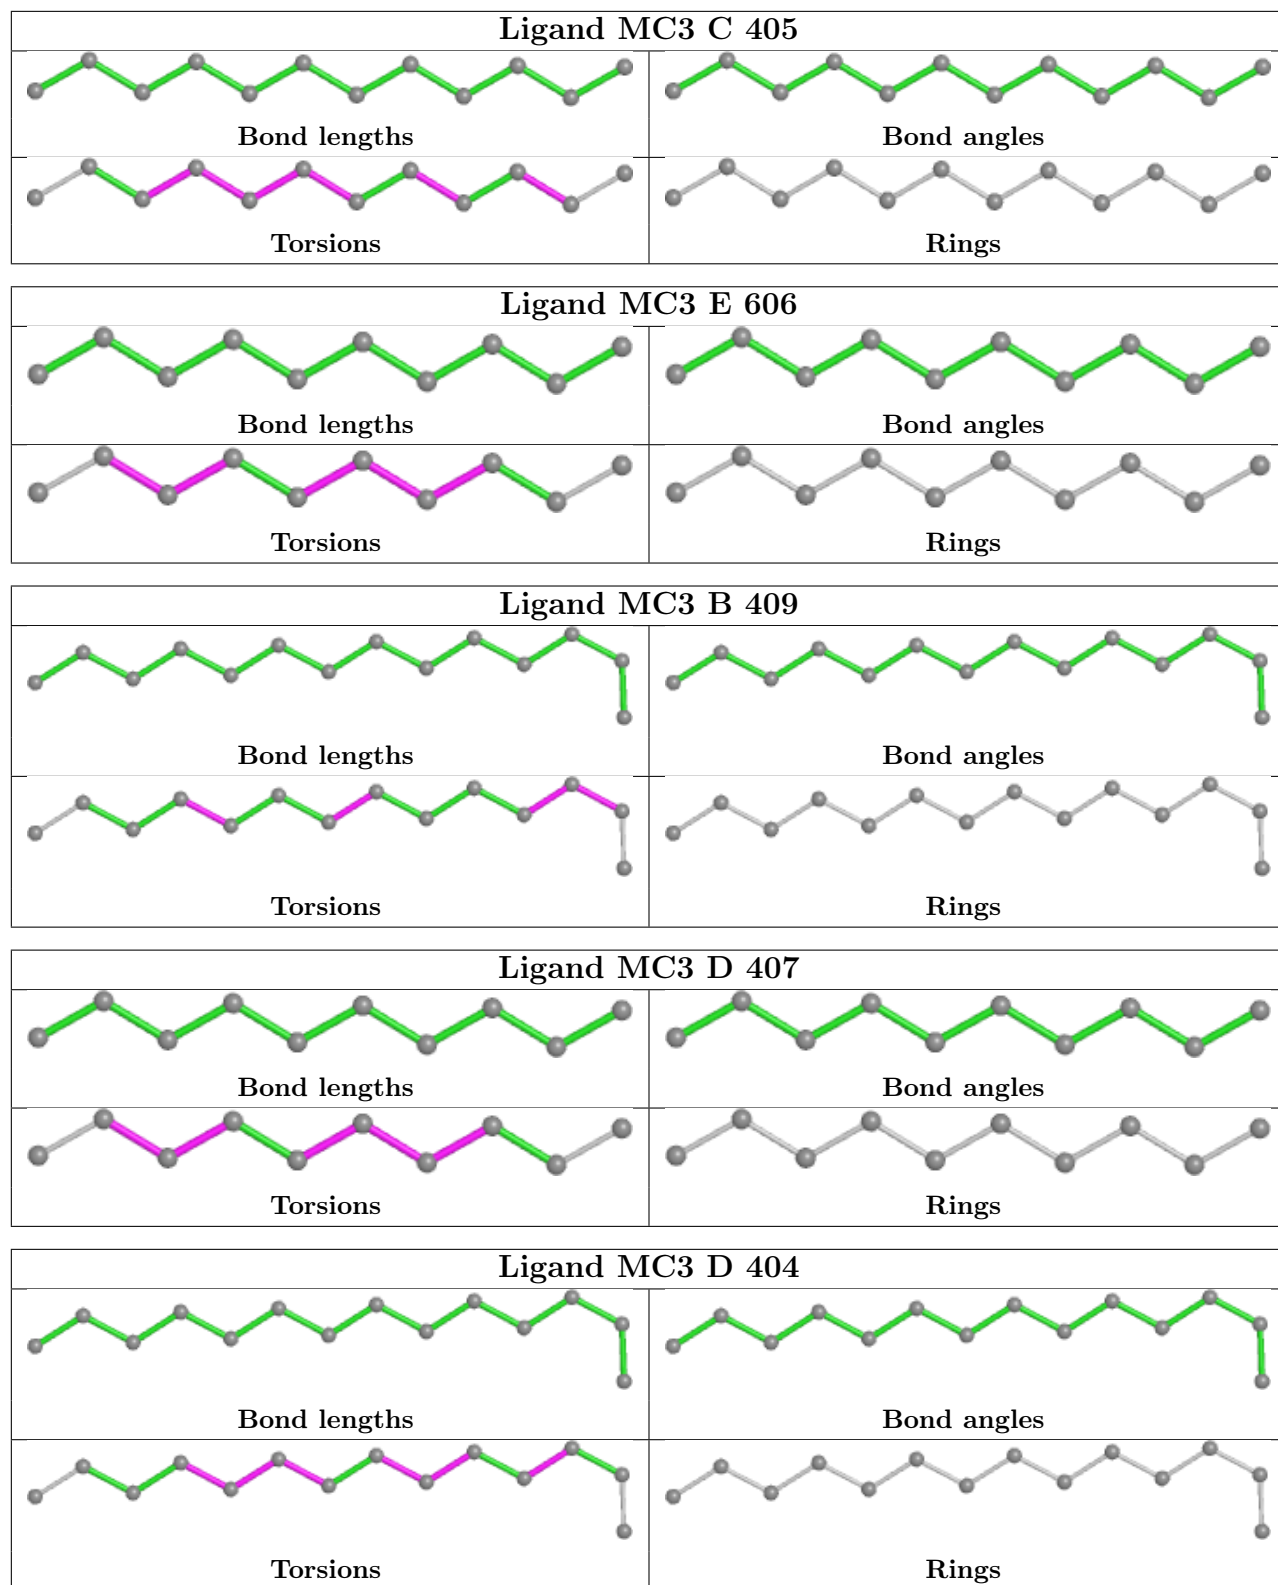 Ligand MC3 C 405
Bond lengths
Bond angles
Torsions
Rings
Ligand MC3 E 606
Bond lengths
Bond angles
Torsions
Rings
Ligand MC3 B 409
Bond lengths
Bond angles
Torsions
Rings
Ligand MC3 D 407
Bond lengths
Bond angles
Torsions
Rings
Ligand MC3 D 404
Bond lengths
Bond angles
Torsions
Rings